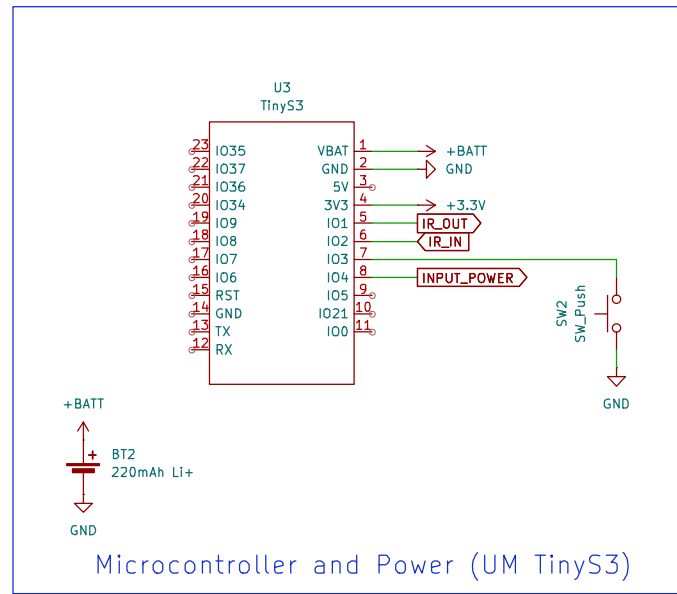 U3
TinyS3
23 IO35 VBAT 1 +BATT
22 IO37 GND 2 GND
21 IO36 5V 3
20 IO34 3V3 4 +3.3V
19 IO9 IO1 5 IR_OUT
18 IO8 IO2 6 IR_IN
17 IO7 IO3 7
16 IO6 IO4 8 INPUT_POWER
15 RST IO5 9
14 GND IO21 10
13 TX IO0 11
12 RX
SW2
SW_Push
GND
+BATT
+
BT2
220mAh Li+
GND
Microcontroller and Power (UM TinyS3)